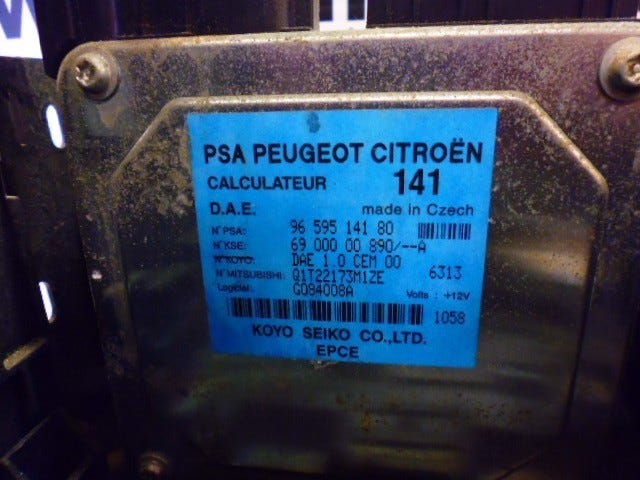 PSA PEUGEOT CITROËN
CALCULATEUR 141
D.A.E. made in Czech
N°PSA: 96 595 141 80
N°KSE: 69 000 00 890/--A
N°KOYO: DAE 1.0 CEM 00
N°MITSUBISHI: Q1T22173M1ZE 6313
Logiciel: G084008A Volts : +12V
1058
KOYO SEIKO CO.,LTD.
EPCE